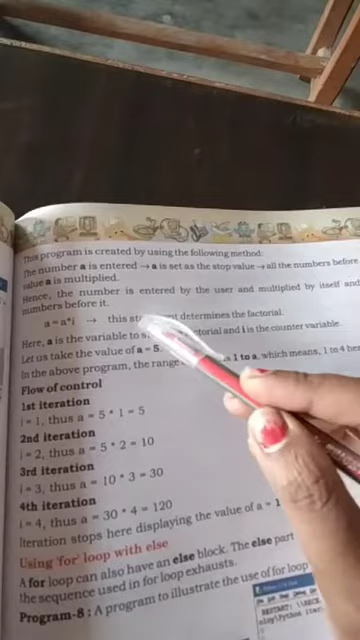 This program is created by using the following method:
The number a is entered → a is set as the stop value → all the numbers before
value a is multiplied.
Hence, the number is entered by the user and multiplied by itself and
numbers before it.
a = a*i → this determines the factorial.
Here, a is the variable to and i is the counter variable.
Let us take the value of a = 5.
In the above program, the 1 to a, which means, 1 to 4
Flow of control
1st iteration
i = 1, thus a = 5 * 1 = 5
2nd iteration
i = 2, thus a = 5 * 2 = 10
3rd iteration
i = 3, thus a = 10 * 3 = 30
4th iteration
i = 4, thus a = 30 * 4 = 120
Iteration stops here displaying the value of a =
Using 'for' loop with else
A for loop can also have an else block. The else part
the sequence used in for loop exhausts.
Program-8 : A program to illustrate the use of for loop
RESTART: